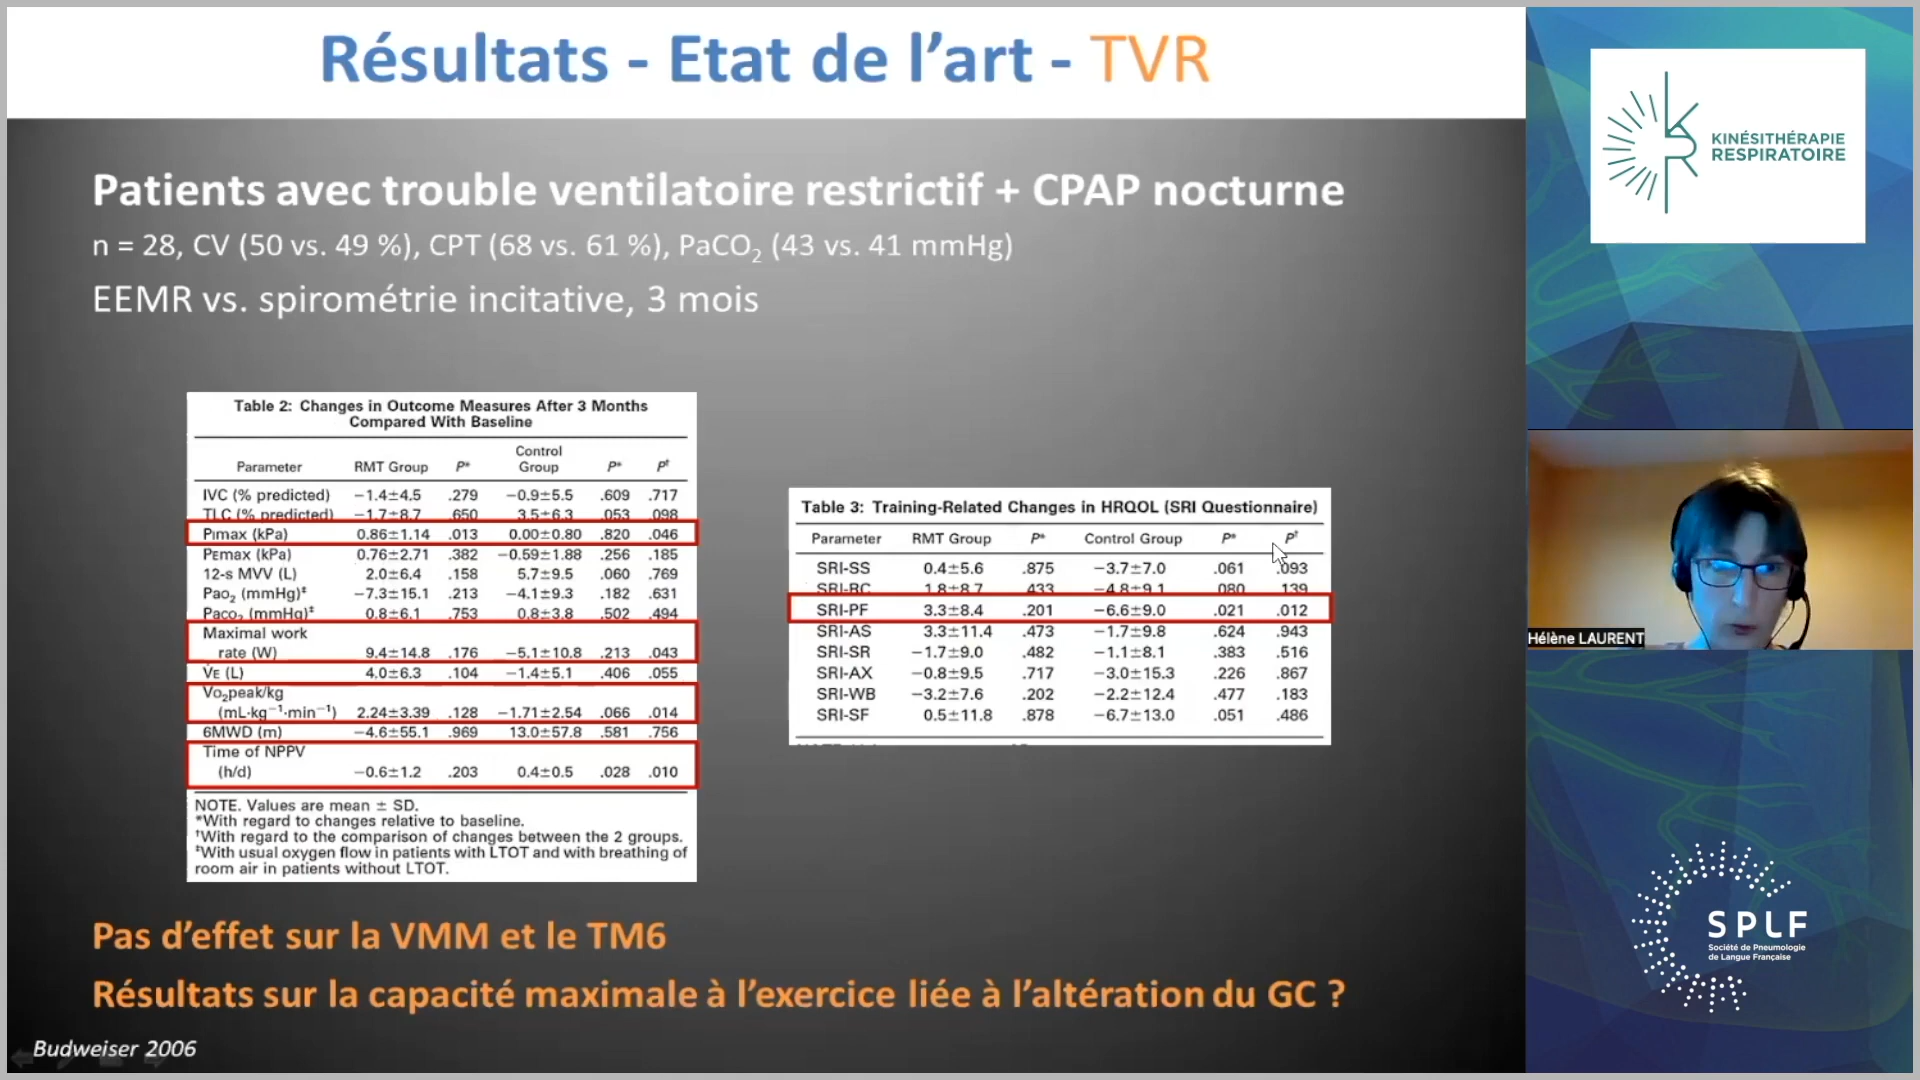 Résultats - Etat de l'art - TVR
Patients avec trouble ventilatoire restrictif + CPAP nocturne
n = 28, CV (50 vs. 49 %), CPT (68 vs. 61 %), PaCO₂ (43 vs. 41 mmHg)
EEMR vs. spirométrie incitative, 3 mois
Table 2: Changes in Outcome Measures After 3 Months
Compared With Baseline
Parameter RMT Group P* Control Group P* P†
IVC (% predicted) −1.4±4.5 .279 −0.9±5.5 .609 .717
TLC (% predicted) −1.7±8.7 .650 3.5±6.3 .053 .098
PImax (kPa) 0.86±1.14 .013 0.00±0.80 .820 .046
PEmax (kPa) 0.76±2.71 .382 −0.59±1.88 .256 .185
12-s MVV (L) 2.0±6.4 .158 5.7±9.5 .060 .769
Pao₂ (mmHg)‡ −7.3±15.1 .213 −4.1±9.3 .182 .631
Paco₂ (mmHg)‡ 0.8±6.1 .753 0.8±3.8 .502 .494
Maximal work
rate (W) 9.4±14.8 .176 −5.1±10.8 .213 .043
V̇E (L) 4.0±6.3 .104 −1.4±5.1 .406 .055
Vo₂peak/kg
(mL·kg⁻¹·min⁻¹) 2.24±3.39 .128 −1.71±2.54 .066 .014
6MWD (m) −4.6±55.1 .969 13.0±57.8 .581 .756
Time of NPPV
(h/d) −0.6±1.2 .203 0.4±0.5 .028 .010
NOTE. Values are mean ± SD.
*With regard to changes relative to baseline.
†With regard to the comparison of changes between the 2 groups.
‡With usual oxygen flow in patients with LTOT and with breathing of
room air in patients without LTOT.
Table 3: Training-Related Changes in HRQOL (SRI Questionnaire)
Parameter RMT Group P* Control Group P* P†
SRI-SS 0.4±5.6 .875 −3.7±7.0 .061 .093
SRI-RC 1.8±8.7 .433 −4.8±9.1 .080 .139
SRI-PF 3.3±8.4 .201 −6.6±9.0 .021 .012
SRI-AS 3.3±11.4 .473 −1.7±9.8 .624 .943
SRI-SR −1.7±9.0 .482 −1.1±8.1 .383 .516
SRI-AX −0.8±9.5 .717 −3.0±15.3 .226 .867
SRI-WB −3.2±7.6 .202 −2.2±12.4 .477 .183
SRI-SF 0.5±11.8 .878 −6.7±13.0 .051 .486
Pas d'effet sur la VMM et le TM6
Résultats sur la capacité maximale à l'exercice liée à l'altération du GC ?
Budweiser 2006
KINÉSITHÉRAPIE
RESPIRATOIRE
Hélène LAURENT
SPLF
Société de Pneumologie
de Langue Française